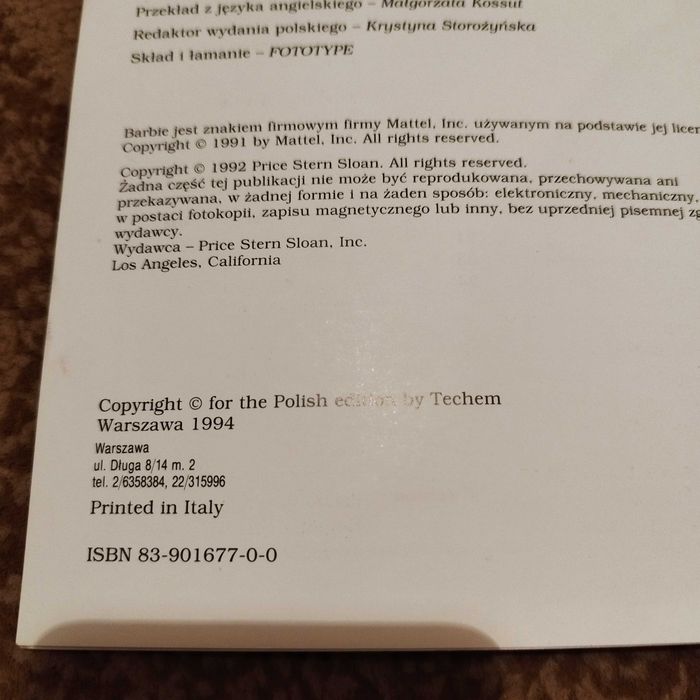 Przekład z języka angielskiego – Małgorzata Kossut
Redaktor wydania polskiego – Krystyna Storożyńska
Skład i łamanie – FOTOTYPE
Barbie jest znakiem firmowym firmy Mattel, Inc. używanym na podstawie jej licen
Copyright © 1991 by Mattel, Inc. All rights reserved.
Copyright © 1992 Price Stern Sloan. All rights reserved.
Żadna część tej publikacji nie może być reprodukowana, przechowywana ani
przekazywana, w żadnej formie i na żaden sposób: elektroniczny, mechaniczny,
w postaci fotokopii, zapisu magnetycznego lub inny, bez uprzedniej pisemnej zg
wydawcy.
Wydawca – Price Stern Sloan, Inc.
Los Angeles, California
Copyright © for the Polish edition by Techem
Warszawa 1994
Warszawa
ul. Długa 8/14 m. 2
tel. 2/6358384, 22/315996
Printed in Italy
ISBN 83-901677-0-0